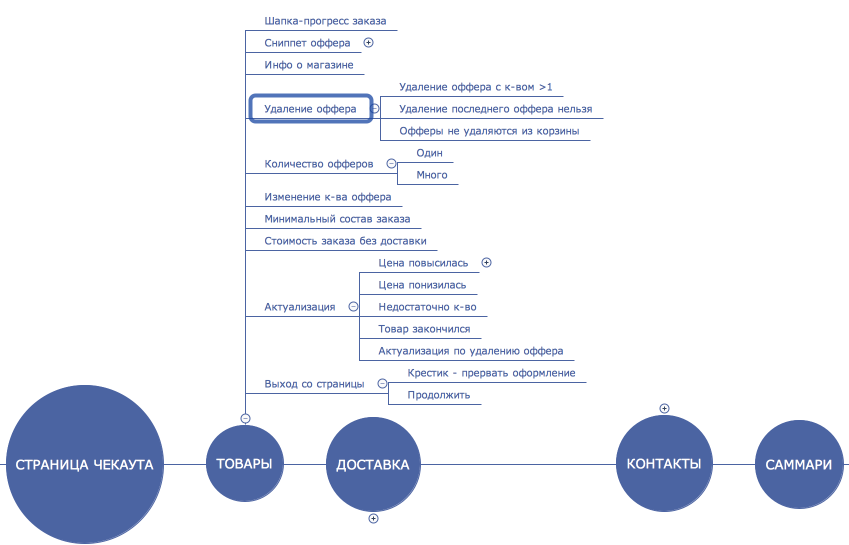 Шапка-прогресс заказа
Сниппет оффера
Инфо о магазине
Удаление оффера
Удаление оффера с к-вом >1
Удаление последнего оффера нельзя
Офферы не удаляются из корзины
Количество офферов
Один
Много
Изменение к-ва оффера
Минимальный состав заказа
Стоимость заказа без доставки
Актуализация
Цена повысилась
Цена понизилась
Недостаточно к-во
Товар закончился
Актуализация по удалению оффера
Выход со страницы
Крестик - прервать оформление
Продолжить
СТРАНИЦА ЧЕКАУТА
ТОВАРЫ
ДОСТАВКА
КОНТАКТЫ
САММАРИ